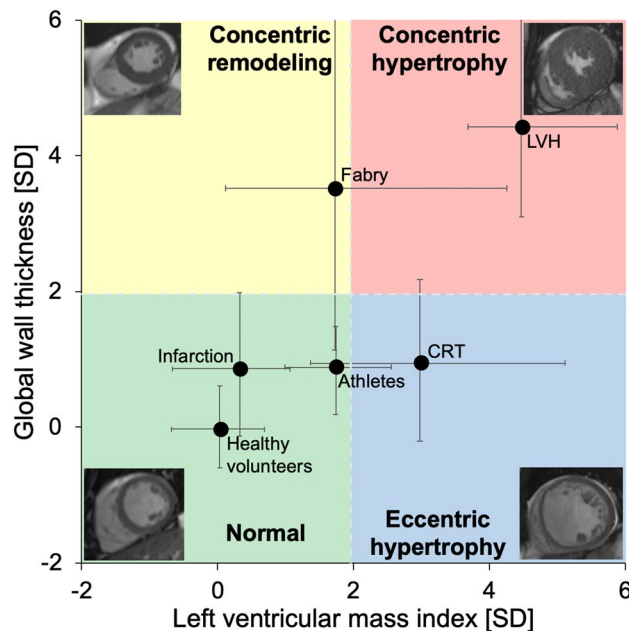 6
Concentric
remodeling
Concentric
hypertrophy
LVH
4
Fabry
Global wall thickness [SD]
2
Infarction
Athletes
CRT
0
Healthy
volunteers
Normal
Eccentric
hypertrophy
-2
-2
0
2
4
6
Left ventricular mass index [SD]